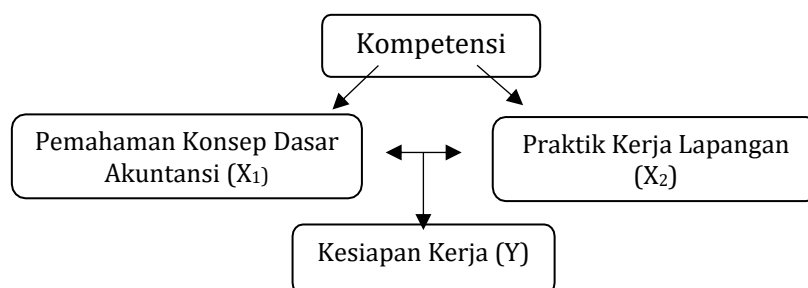 Kompetensi
Pemahaman Konsep Dasar
Akuntansi (X₁)
Praktik Kerja Lapangan
(X₂)
Kesiapan Kerja (Y)